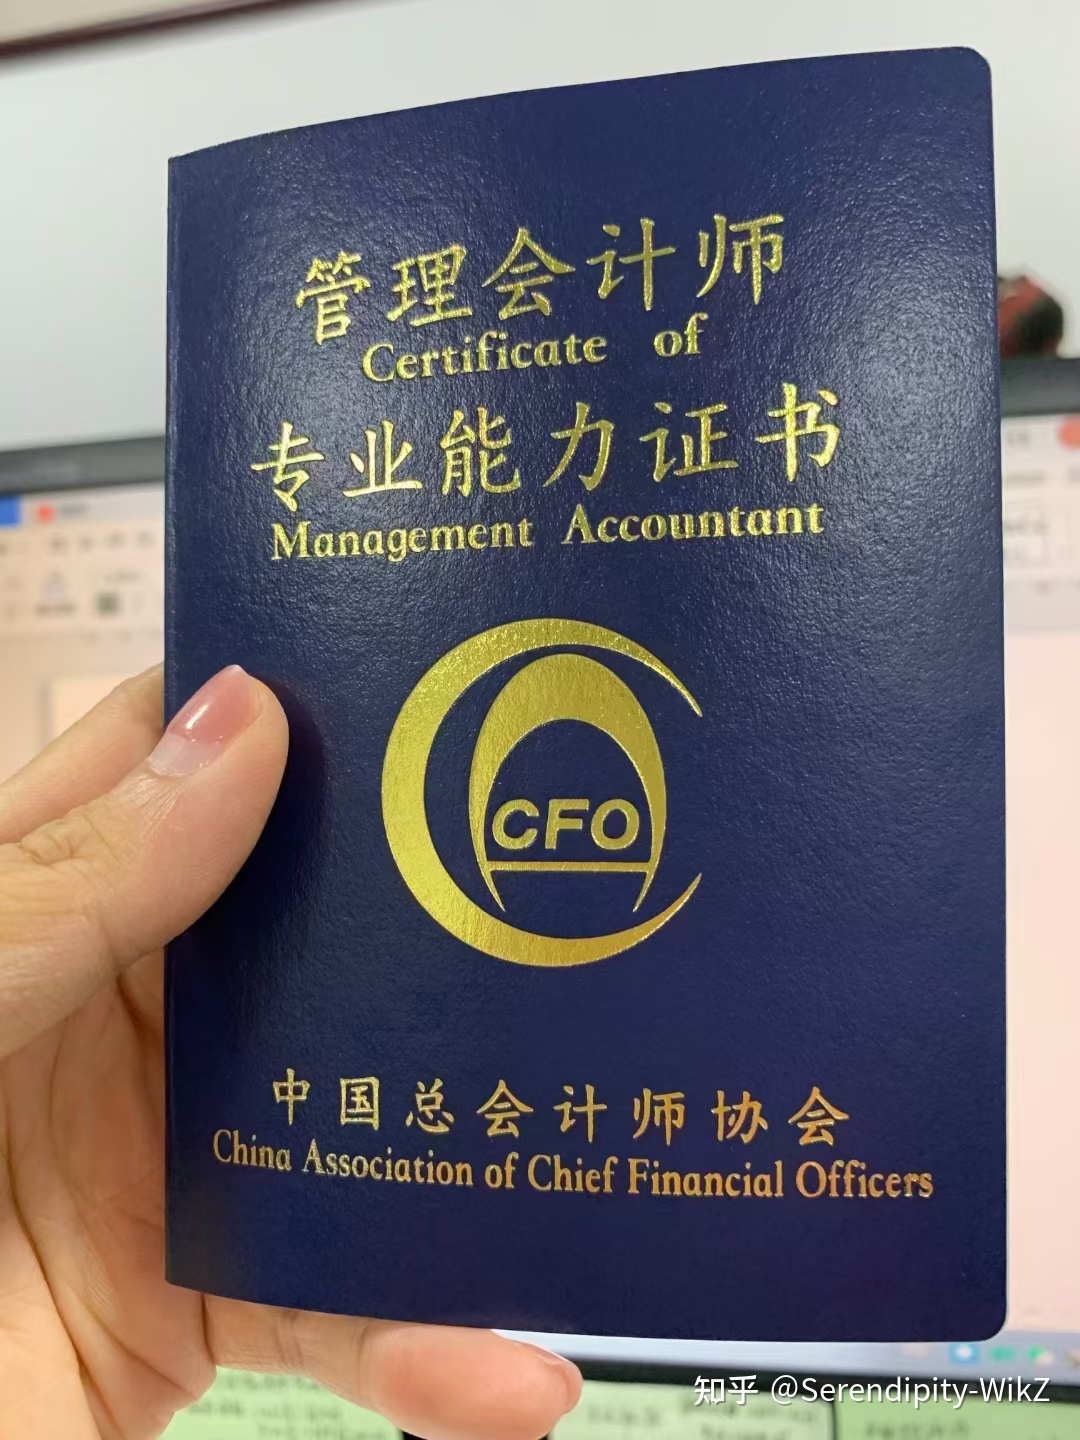 管理会计师
Certificate of
专业能力证书
Management Accountant
CFO
中国总会计师协会
China Association of Chief Financial Officers
知乎 @Serendipity-WikZ